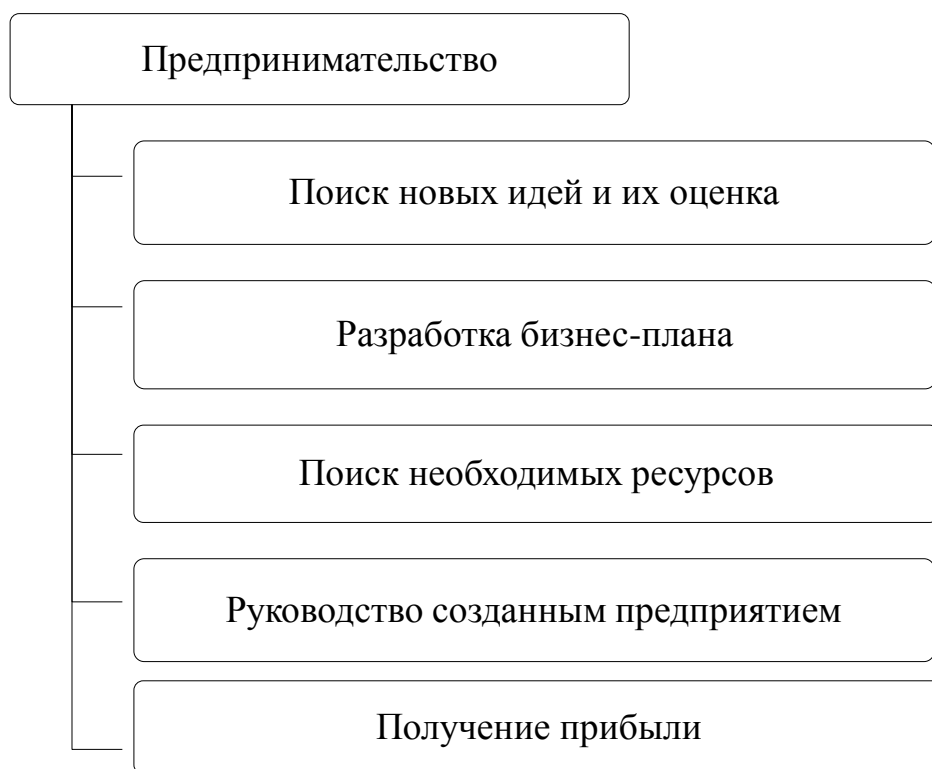 Предпринимательство
Поиск новых идей и их оценка
Разработка бизнес-плана
Поиск необходимых ресурсов
Руководство созданным предприятием
Получение прибыли